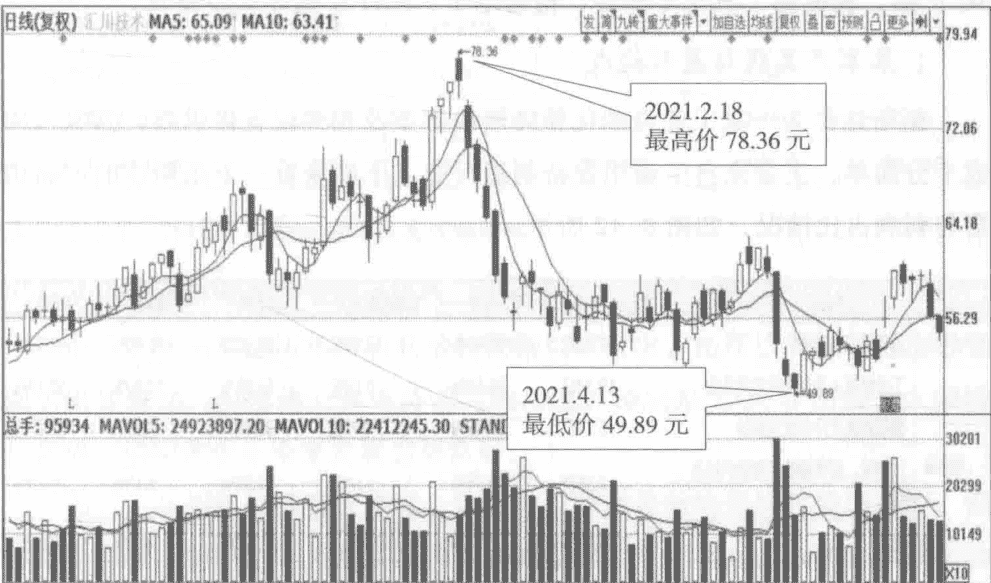 日线(复权)
汇川技术
MA5: 65.09 MA10: 63.41
发 简 九转 重大事件 加自选 均线 复权 叠 窗 预测 更多
79.94
78.36
2021.2.18
最高价 78.36 元
72.86
64.18
56.29
2021.4.13
最低价 49.89 元
49.89
L
L
总手: 95934 MAVOL5: 24923897.20 MAVOL10: 22412245.30 STAND
30201
20299
10149
X10